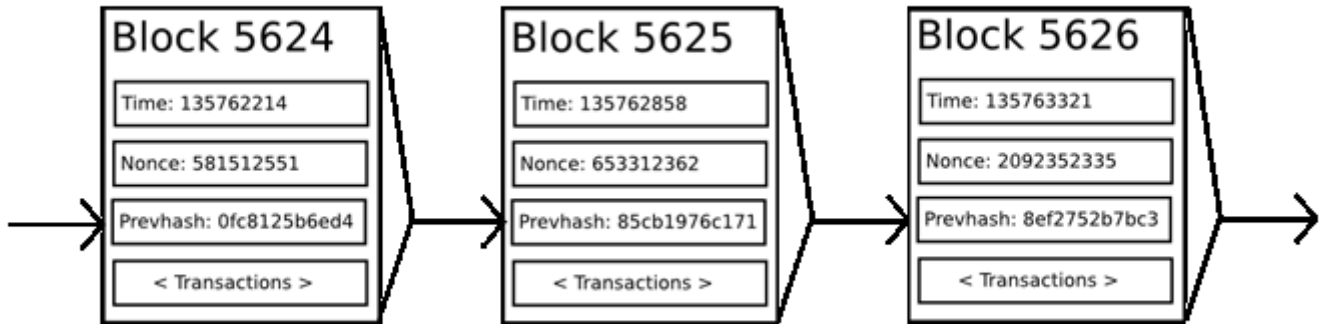 Block 5624
Time: 135762214
Nonce: 581512551
Prevhash: 0fc8125b6ed4
< Transactions >
Block 5625
Time: 135762858
Nonce: 653312362
Prevhash: 85cb1976c171
< Transactions >
Block 5626
Time: 135763321
Nonce: 2092352335
Prevhash: 8ef2752b7bc3
< Transactions >